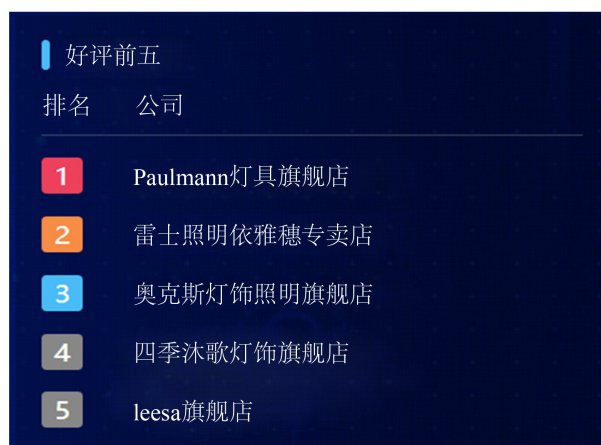 好评前五
排名 公司
1 Paulmann灯具旗舰店
2 雷士照明依雅穗专卖店
3 奥克斯灯饰照明旗舰店
4 四季沐歌灯饰旗舰店
5 leesa旗舰店